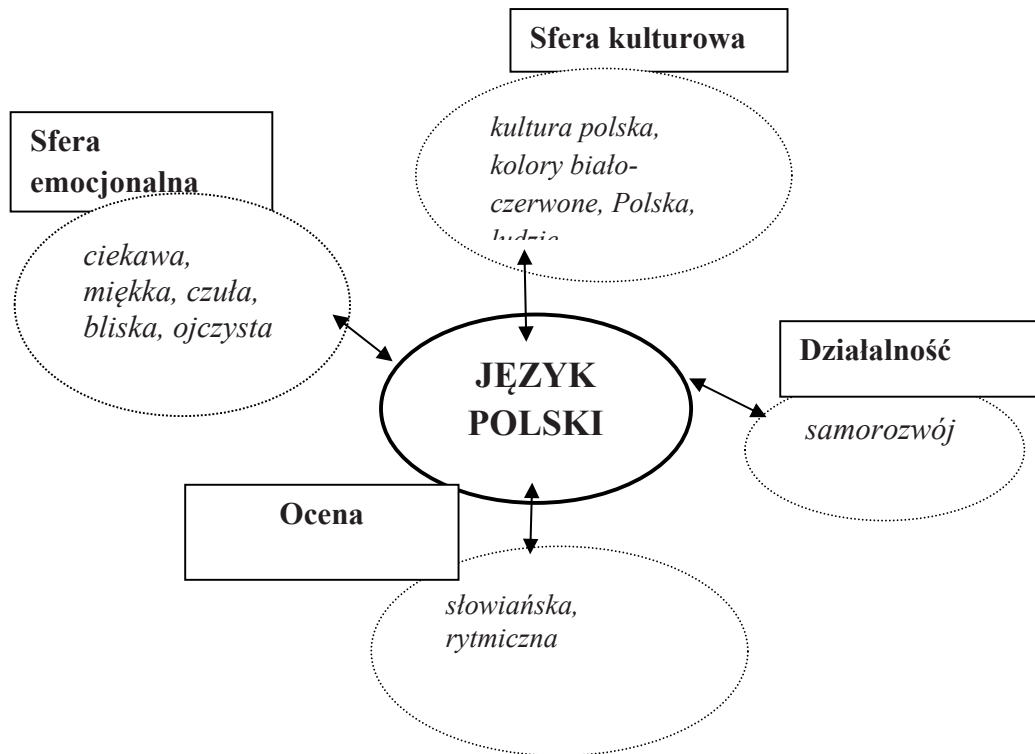 Sfera kulturowa
kultura polska,
kolory biało-
czerwone, Polska,
ludzie
Sfera
emocjonalna
ciekawa,
miękka, czuła,
bliska, ojczysta
JĘZYK
POLSKI
Działalność
samorozwój
Ocena
słowiańska,
rytmiczna